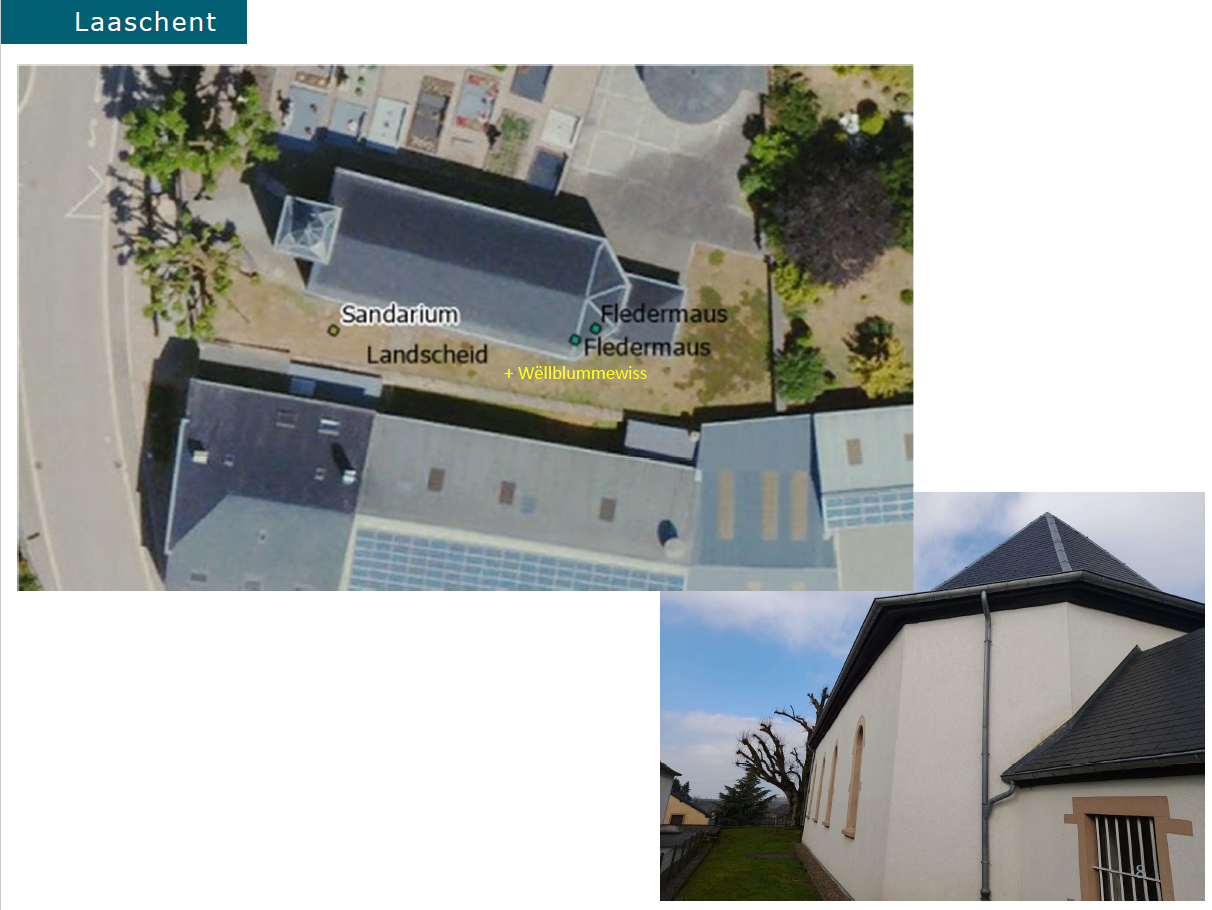 Laaschent
Sandarium
Fledermaus
Landscheid
Fledermaus
+ Wëllblummewiss